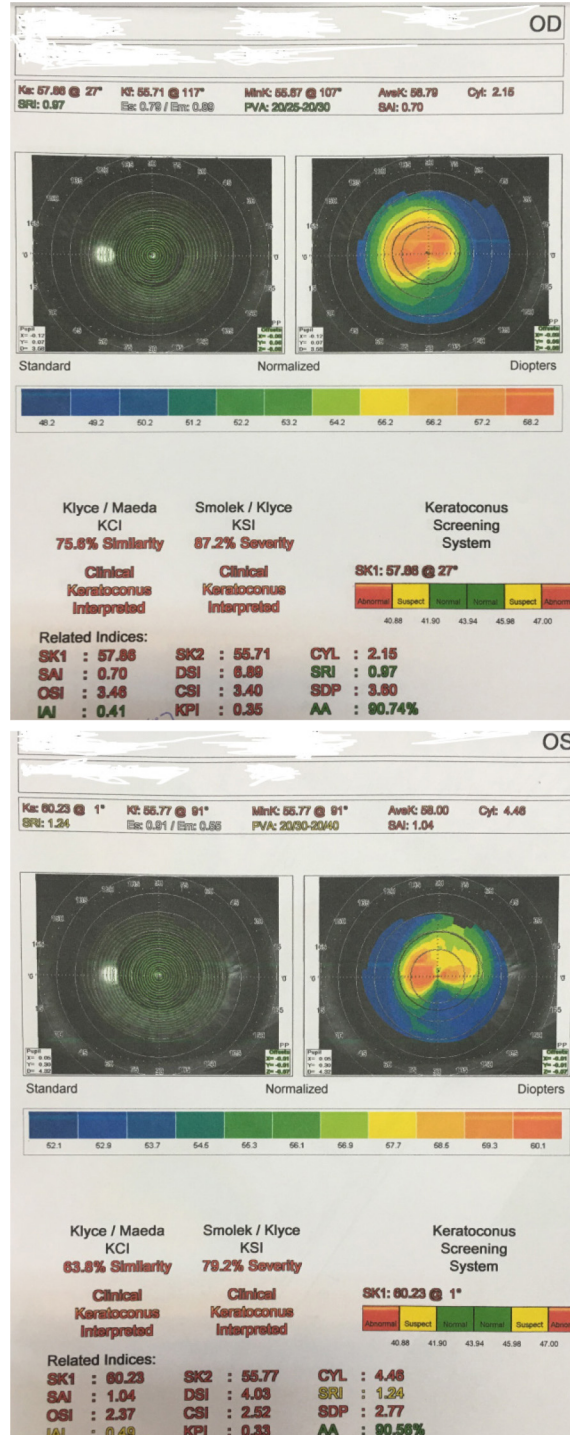 OD
Ks: 57.86 @ 27° Kf: 55.71 @ 117° MinK: 55.67 @ 107° AveK: 56.79 Cyl: 2.15
SRI: 0.97 Es: 0.79 / Em: 0.89 PVA: 20/25-20/30 SAI: 0.70
Standard Normalized Diopters
48.2 49.2 50.2 51.2 52.2 53.2 54.2 55.2 56.2 57.2 58.2
Klyce / Maeda Smolek / Klyce Keratoconus
KCI KSI Screening
75.6% Similarity 87.2% Severity System
Clinical Clinical SK1: 57.86 @ 27°
Keratoconus Keratoconus Abnormal Suspect Normal Normal Suspect
Interpreted Interpreted 40.88 41.90 43.94 45.98 47.00
Related Indices:
SK1 : 57.86 SK2 : 55.71 CYL : 2.15
SAI : 0.70 DSI : 6.89 SRI : 0.97
OSI : 3.46 CSI : 3.40 SDP : 3.60
IAI : 0.41 KPI : 0.35 AA : 90.74%
OS
Ks: 60.23 @ 1° Kf: 55.77 @ 91° MinK: 55.77 @ 91° AveK: 58.00 Cyl: 4.46
SRI: 1.24 Es: 0.91 / Em: 0.55 PVA: 20/30-20/40 SAI: 1.04
Standard Normalized Diopters
52.1 52.9 53.7 54.5 55.3 56.1 56.9 57.7 58.5 59.3 60.1
Klyce / Maeda Smolek / Klyce Keratoconus
KCI KSI Screening
63.8% Similarity 79.2% Severity System
Clinical Clinical SK1: 60.23 @ 1°
Keratoconus Keratoconus Abnormal Suspect Normal Normal Suspect
Interpreted Interpreted 40.88 41.90 43.94 45.98 47.00
Related Indices:
SK1 : 60.23 SK2 : 55.77 CYL : 4.46
SAI : 1.04 DSI : 4.03 SRI : 1.24
OSI : 2.37 CSI : 2.52 SDP : 2.77
IAI : 0.49 KPI : 0.33 AA : 90.56%